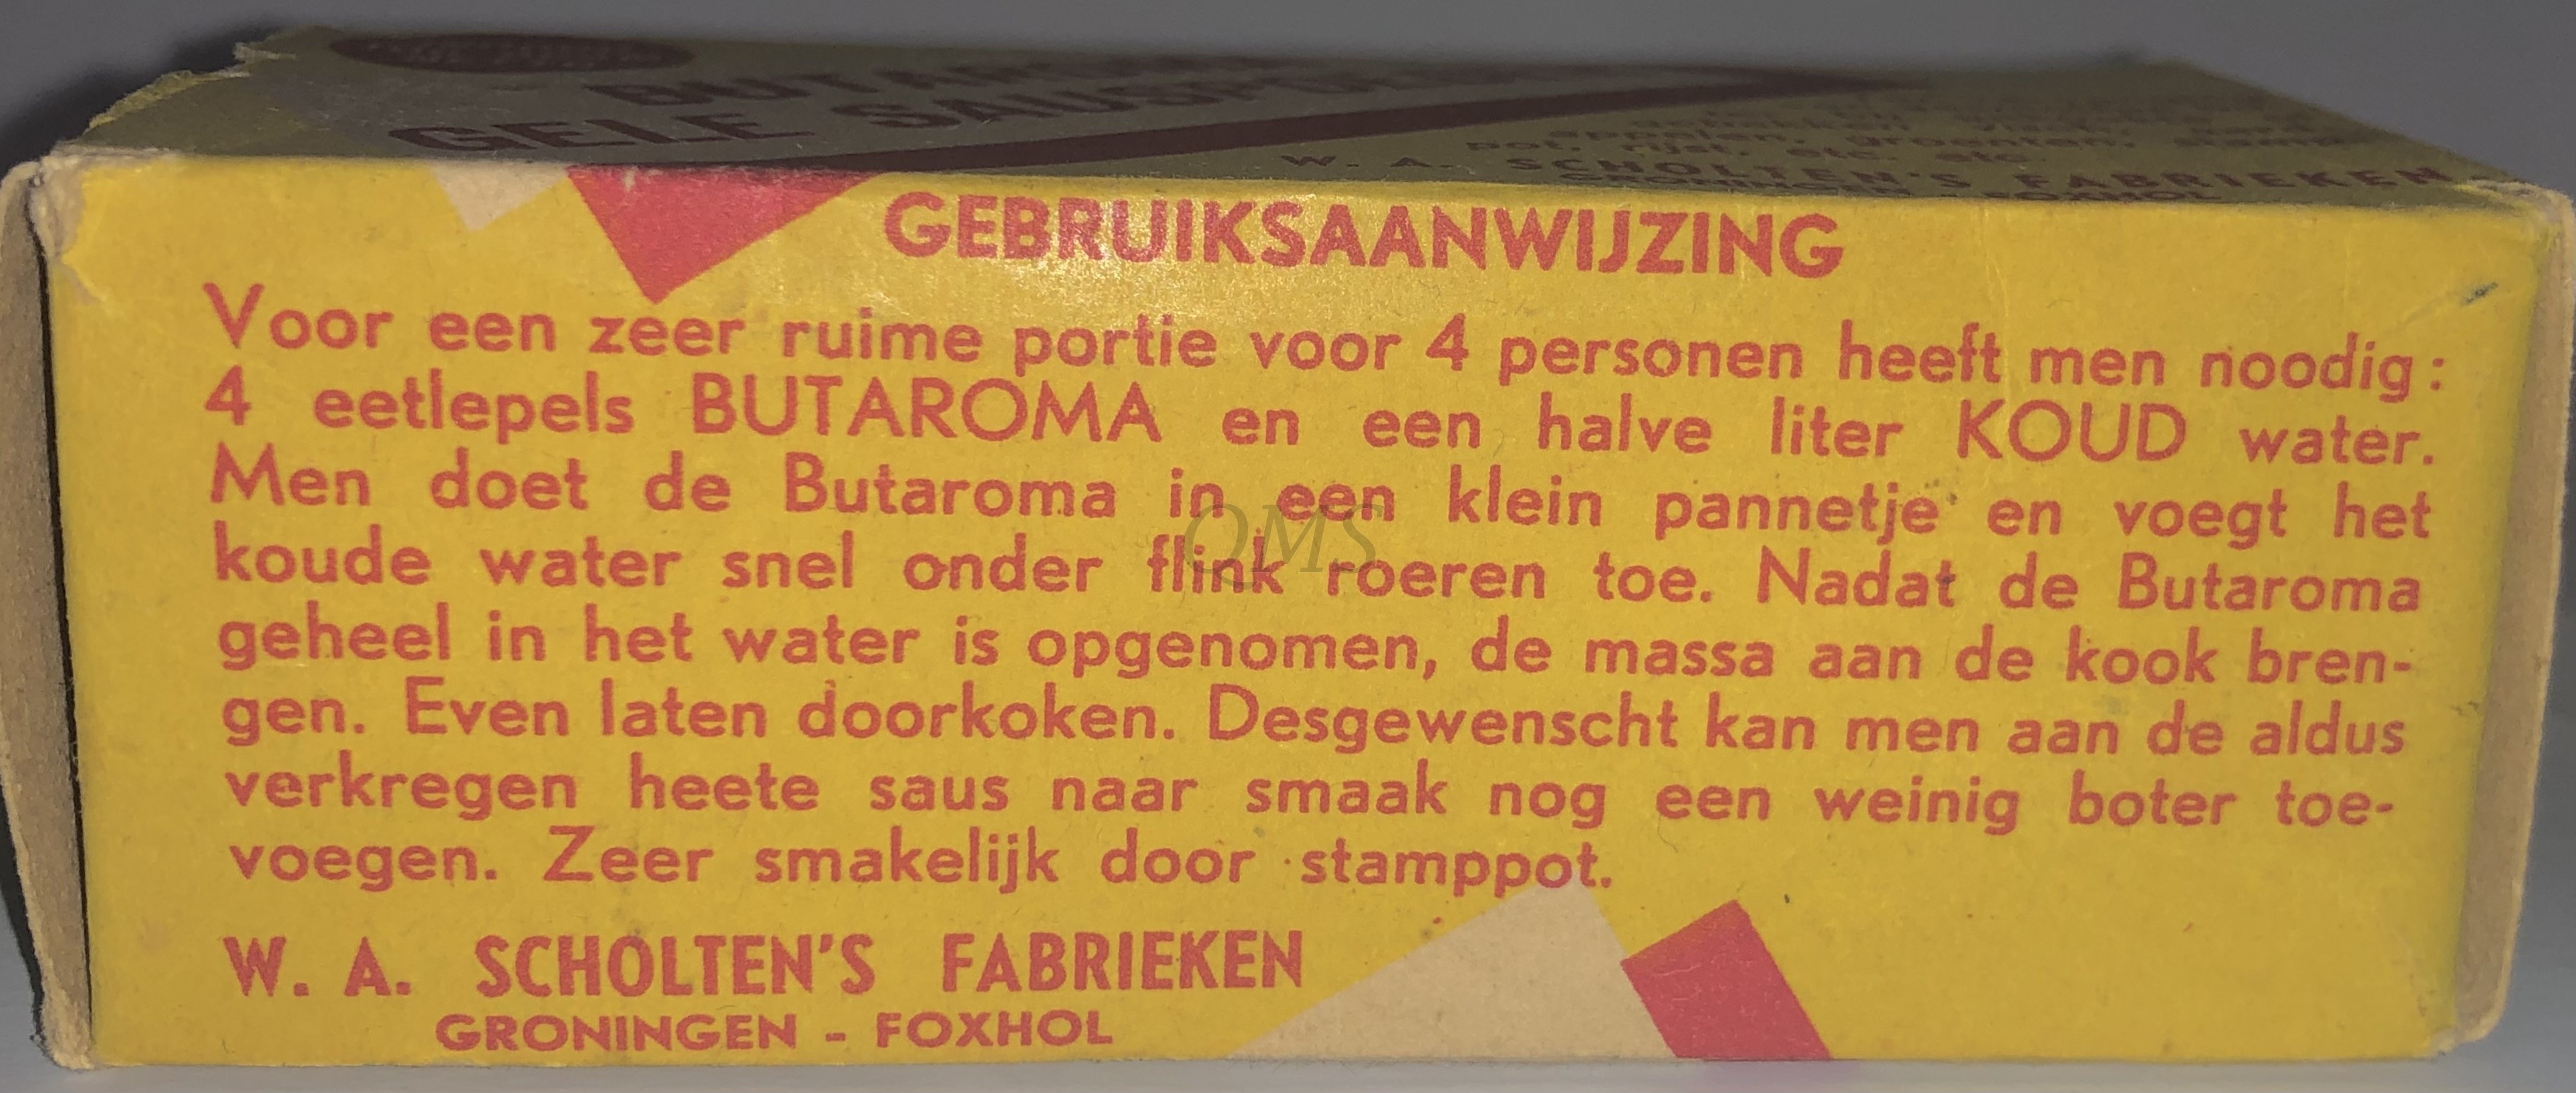 GELE
W. A. SCHOLTEN'S FABRIEKEN
GEBRUIKSAANWIJZING
Voor een zeer ruime portie voor 4 personen heeft men noodig:
4 eetlepels BUTAROMA en een halve liter KOUD water.
Men doet de Butaroma in een klein pannetje en voegt het
koude water snel onder flink roeren toe. Nadat de Butaroma
geheel in het water is opgenomen, de massa aan de kook bren-
gen. Even laten doorkoken. Desgewenscht kan men aan de aldus
verkregen heete saus naar smaak nog een weinig boter toe-
voegen. Zeer smakelijk door stamppot.
W. A. SCHOLTEN'S FABRIEKEN
GRONINGEN - FOXHOL
QMS